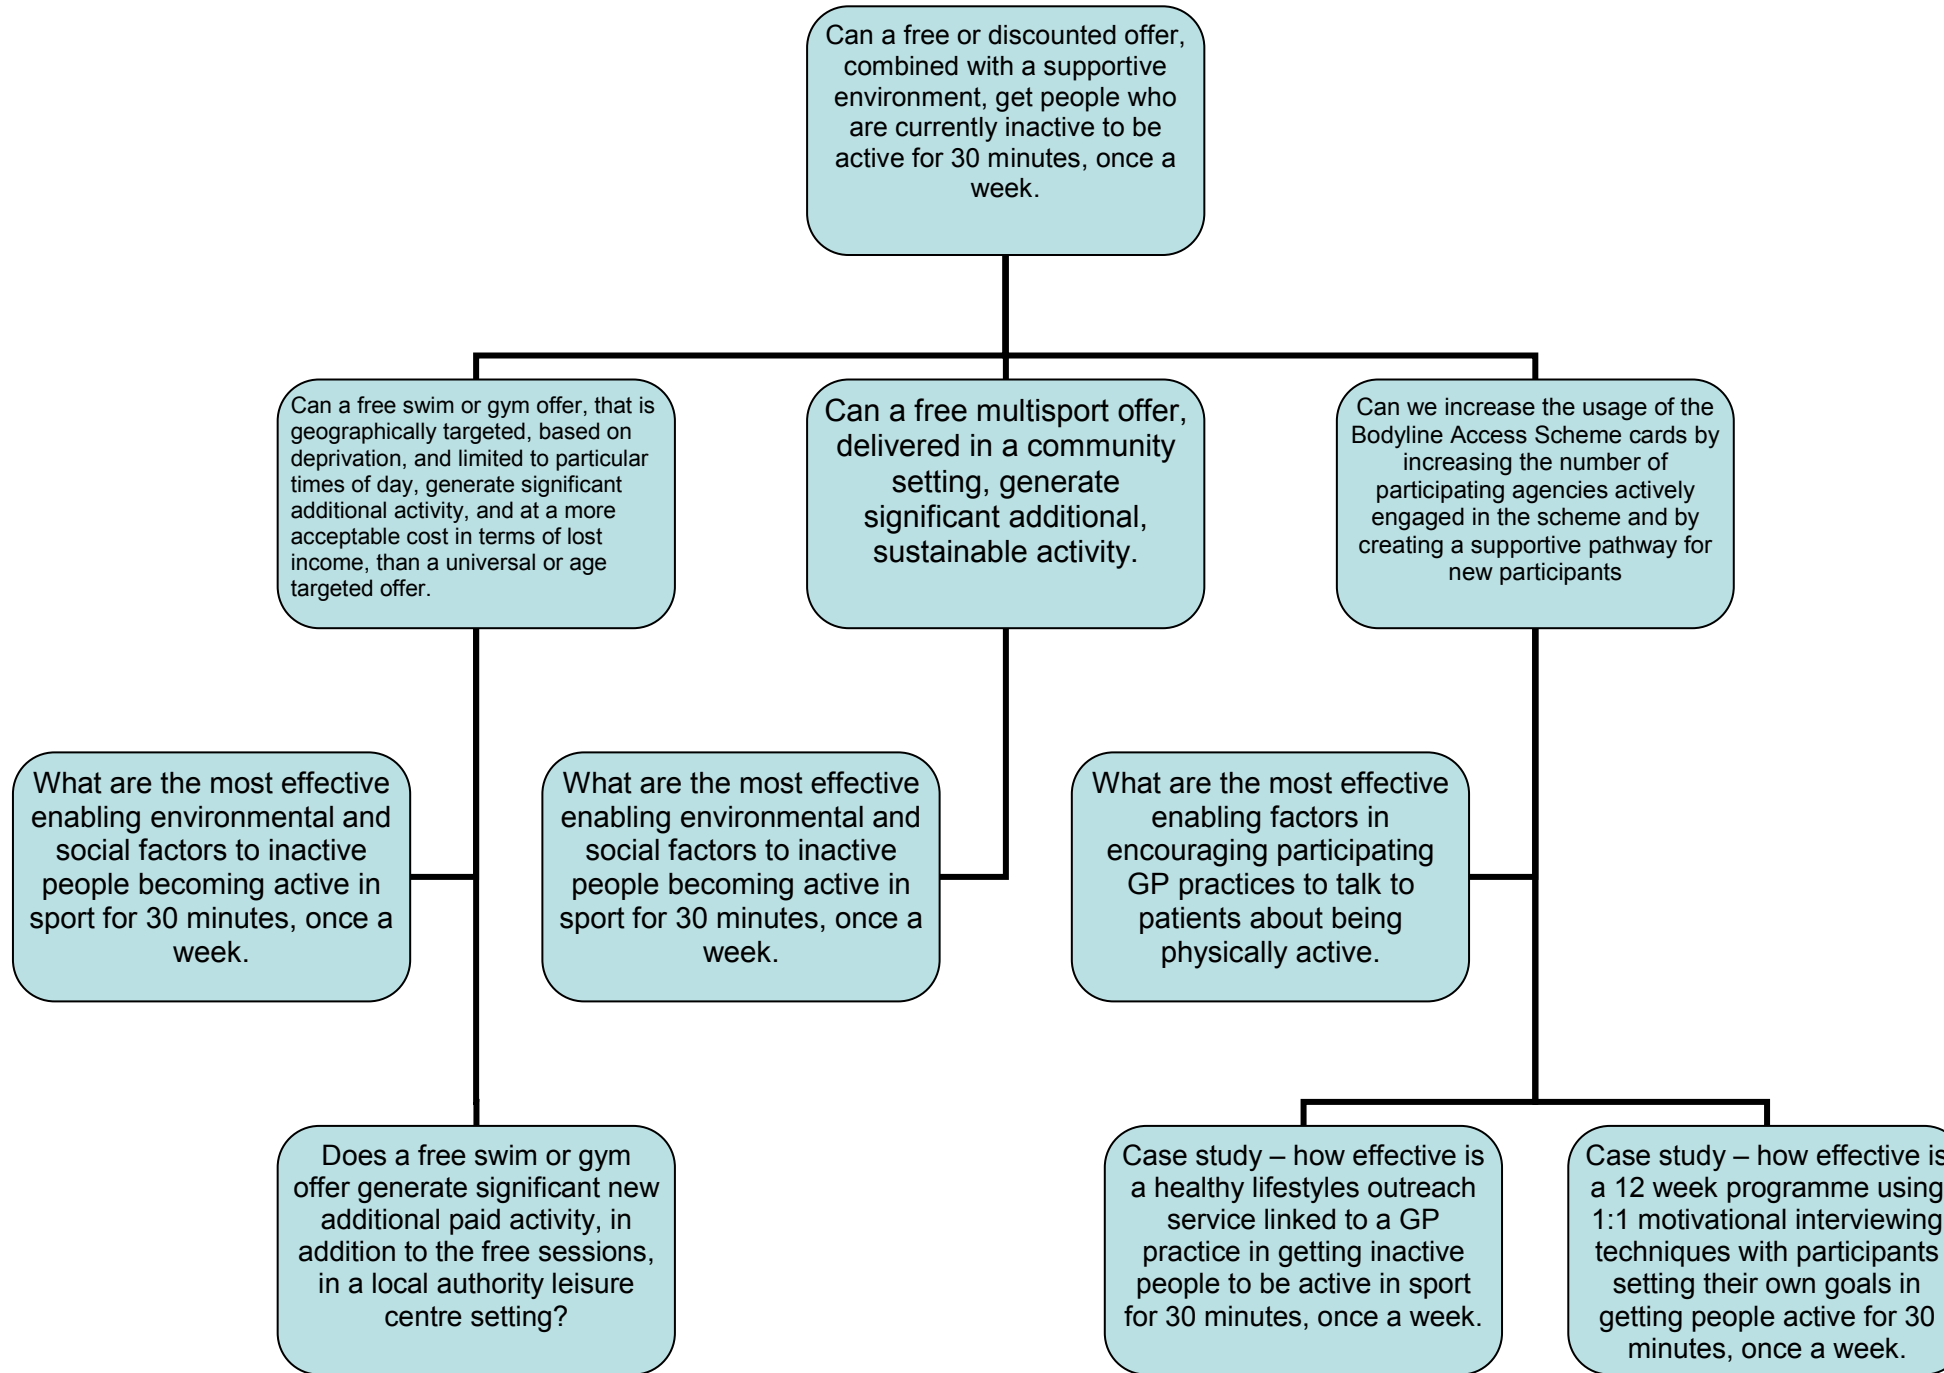 Can a free or discounted offer,
combined with a supportive
environment, get people who
are currently inactive to be
active for 30 minutes, once a
week.
Can a free swim or gym offer, that is
geographically targeted, based on
deprivation, and limited to particular
times of day, generate significant
additional activity, and at a more
acceptable cost in terms of lost
income, than a universal or age
targeted offer.
Can a free multisport offer,
delivered in a community
setting, generate
significant additional,
sustainable activity.
Can we increase the usage of the
Bodyline Access Scheme cards by
increasing the number of
participating agencies actively
engaged in the scheme and by
creating a supportive pathway for
new participants
What are the most effective
enabling environmental and
social factors to inactive
people becoming active in
sport for 30 minutes, once a
week.
What are the most effective
enabling environmental and
social factors to inactive
people becoming active in
sport for 30 minutes, once a
week.
What are the most effective
enabling factors in
encouraging participating
GP practices to talk to
patients about being
physically active.
Does a free swim or gym
offer generate significant new
additional paid activity, in
addition to the free sessions,
in a local authority leisure
centre setting?
Case study – how effective is
a healthy lifestyles outreach
service linked to a GP
practice in getting inactive
people to be active in sport
for 30 minutes, once a week.
Case study – how effective is
a 12 week programme using
1:1 motivational interviewing
techniques with participants
setting their own goals in
getting people active for 30
minutes, once a week.